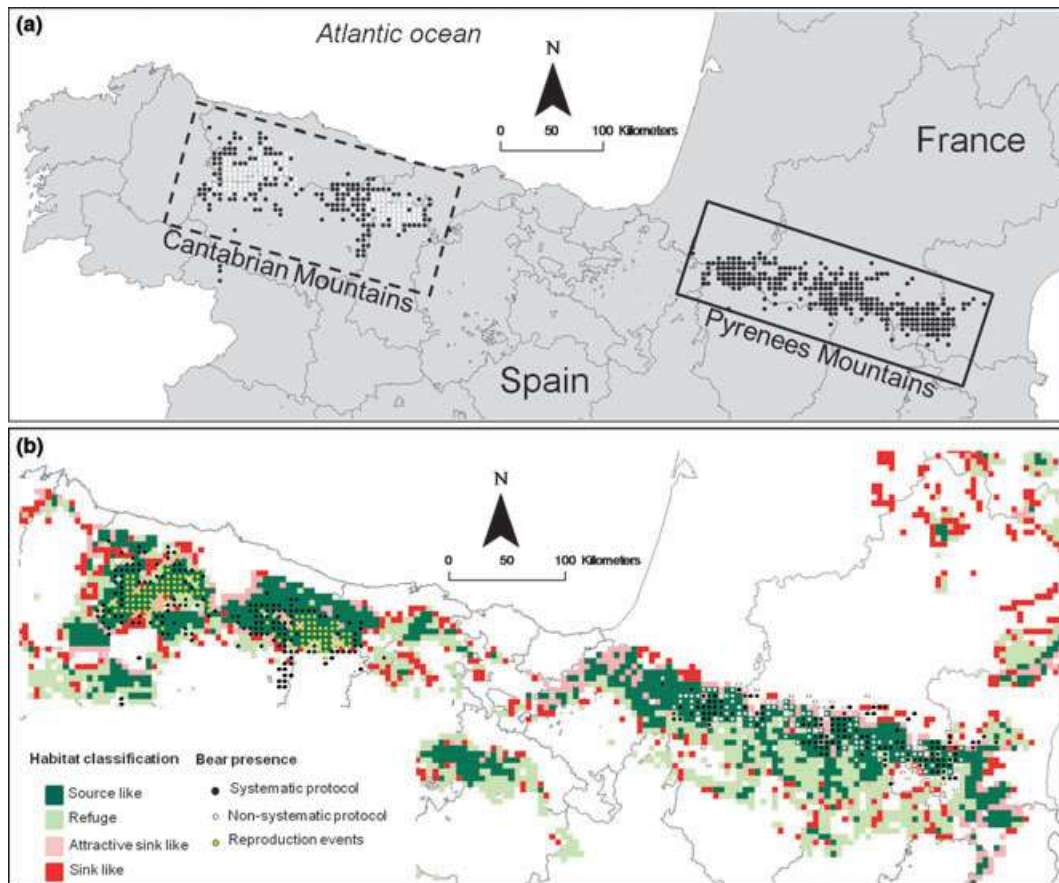 (a)
Atlantic ocean
N
0 50 100 Kilometers
France
Cantabrian Mountains
Pyrenees Mountains
Spain
(b)
N
0 50 100 Kilometers
Habitat classification
Source like
Refuge
Attractive sink like
Sink like
Bear presence
Systematic protocol
Non-systematic protocol
Reproduction events